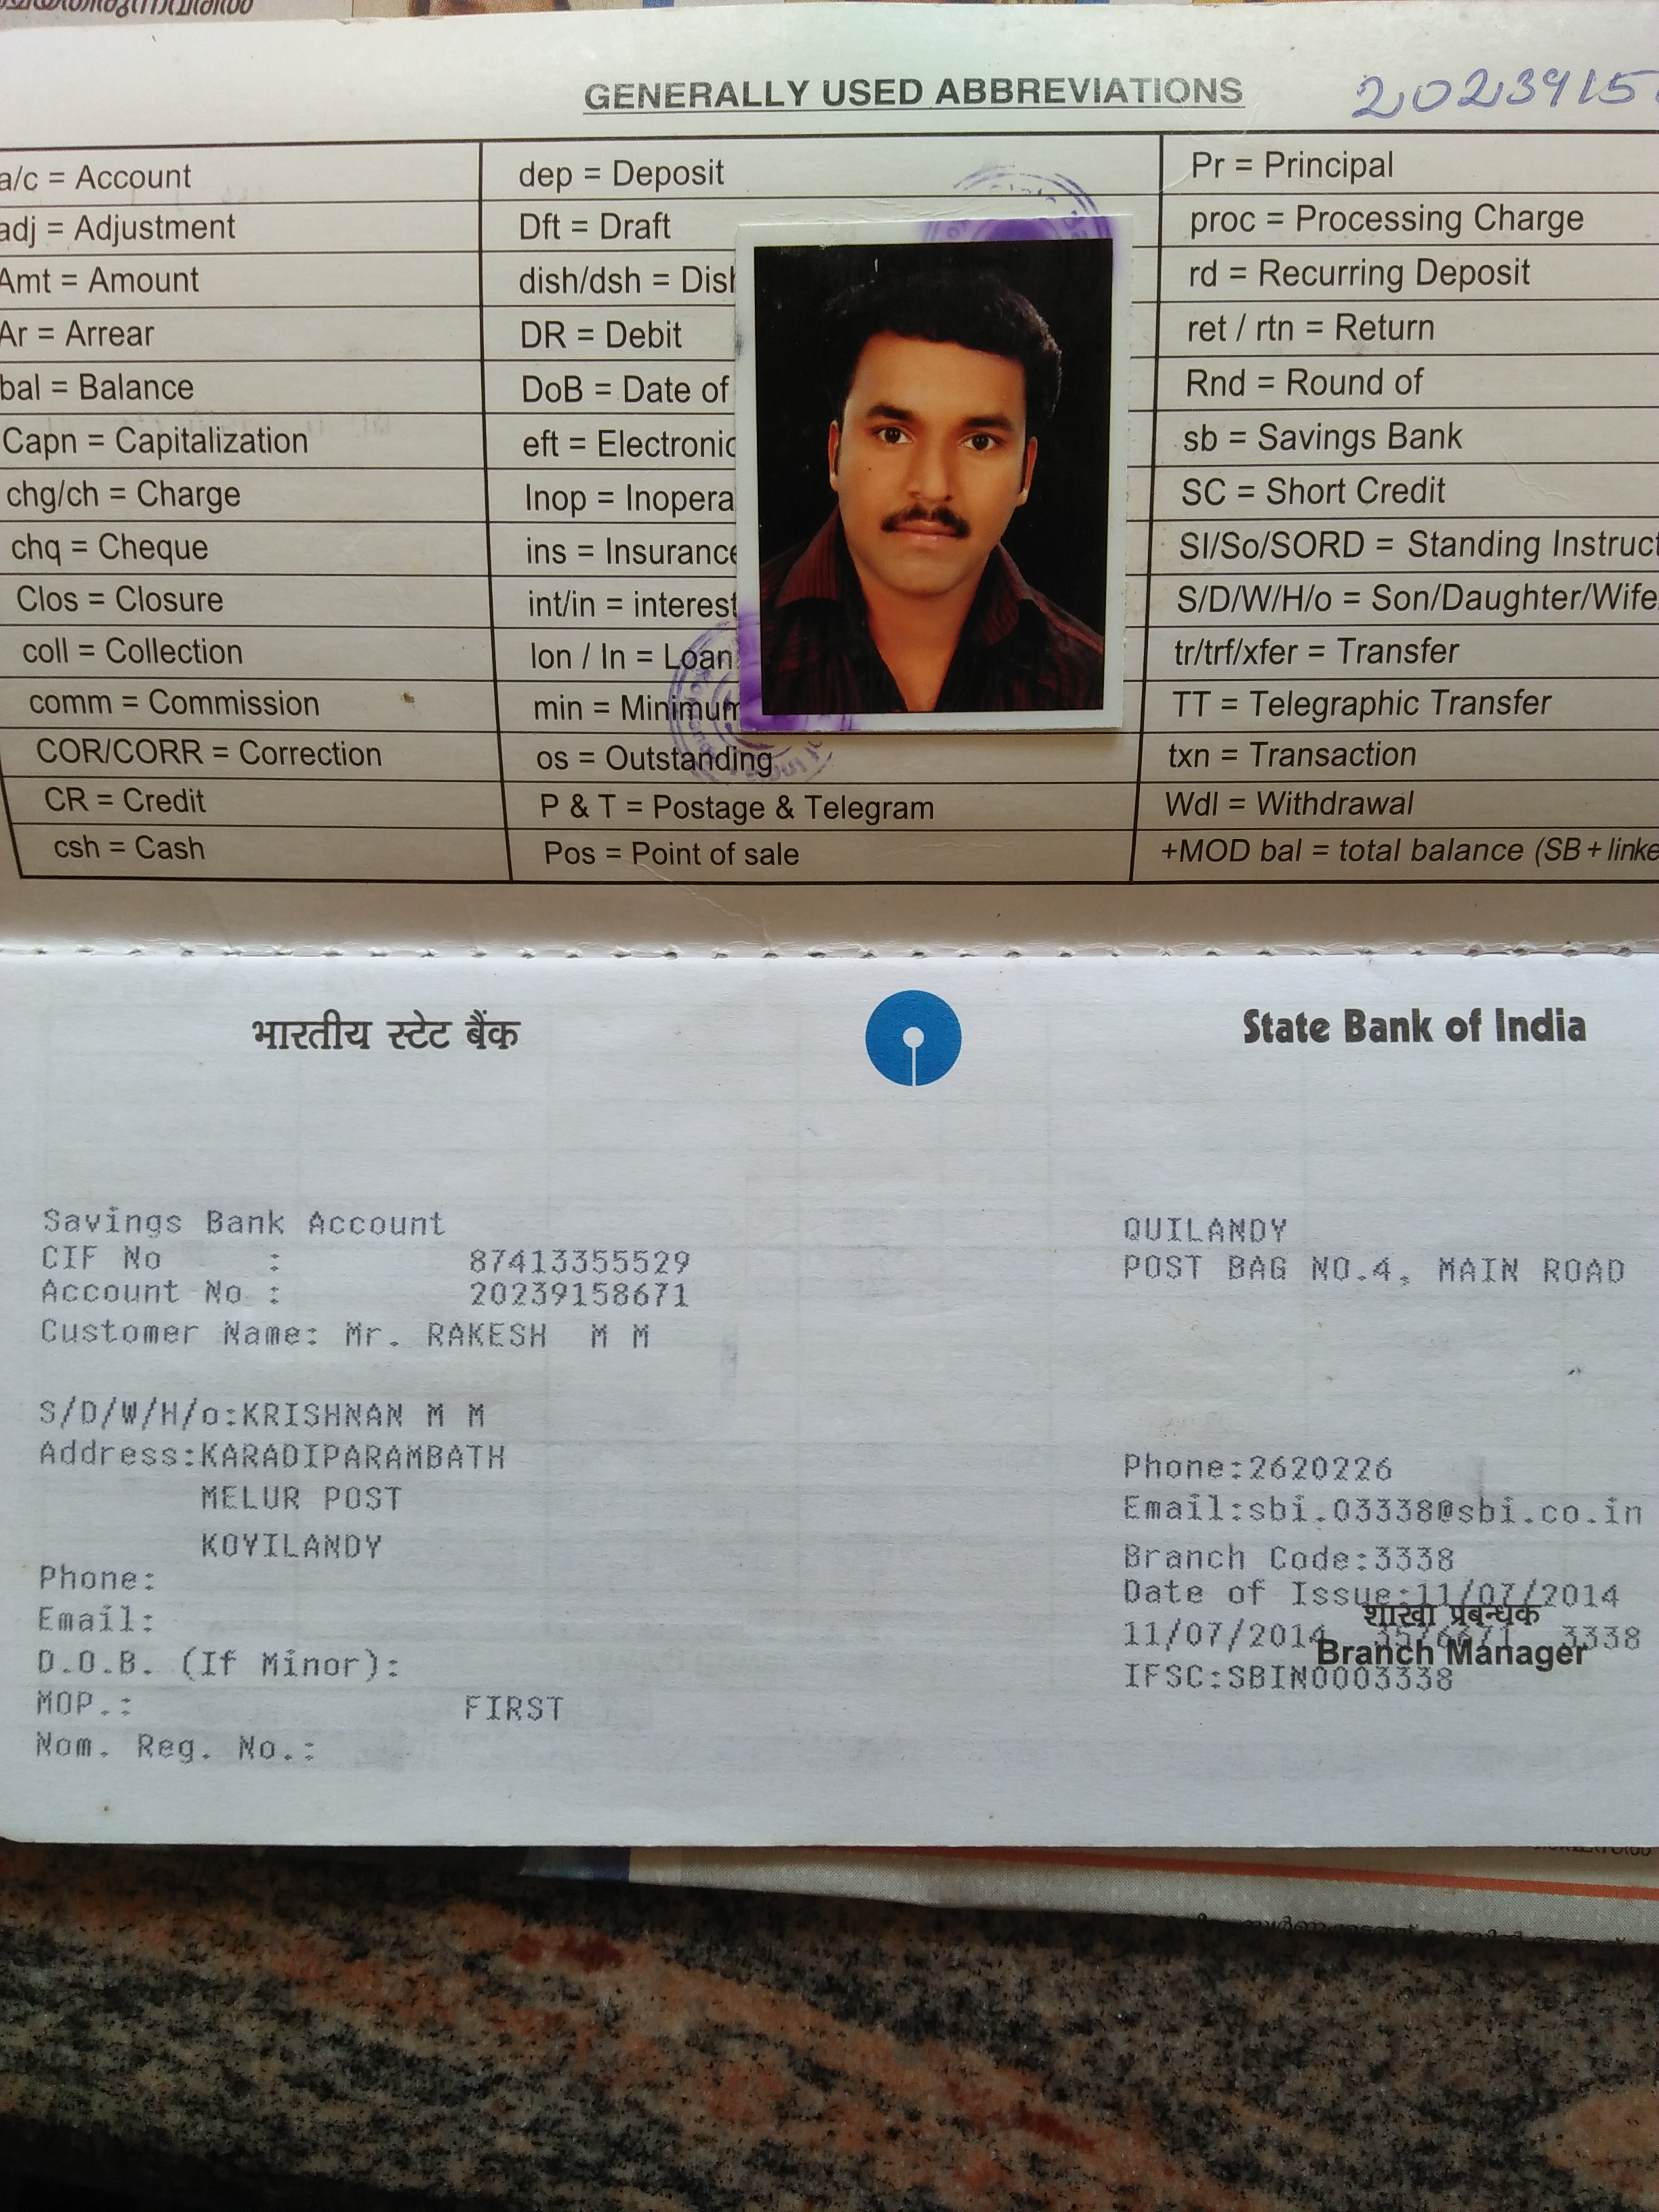 GENERALLY USED ABBREVIATIONS
2023915
a/c = Account
dep = Deposit
Pr = Principal
adj = Adjustment
Dft = Draft
proc = Processing Charge
Amt = Amount
dish/dsh =
rd = Recurring Deposit
Ar = Arrear
DR = Debit
ret / rtn = Return
bal = Balance
DoB = Date of
Rnd = Round of
Capn = Capitalization
eft = Electronic
sb = Savings Bank
chg/ch = Charge
Inop = Inopera
SC = Short Credit
chq = Cheque
ins = Insurance
SI/So/SORD = Standing Instruct
Clos = Closure
int/in = interest
S/D/W/H/o = Son/Daughter/Wife/
coll = Collection
lon / ln = Loan
tr/trf/xfer = Transfer
comm = Commission
min = Minimum
TT = Telegraphic Transfer
COR/CORR = Correction
os = Outstanding
txn = Transaction
CR = Credit
P & T = Postage & Telegram
Wdl = Withdrawal
csh = Cash
Pos = Point of sale
+MOD bal = total balance (SB + linke
भारतीय स्टेट बैंक
State Bank of India
Savings Bank Account
CIF No : 87413355529
Account No : 20239158671
Customer Name: Mr. RAKESH M M
S/D/W/H/o:KRISHNAN M M
Address:KARADIPARAMBATH
MELUR POST
KOYILANDY
Phone:
Email:
D.O.B. (If Minor):
MOP.: FIRST
Nom. Reg. No.:
QUILANDY
POST BAG NO.4, MAIN ROAD
Phone:2620226
Email:sbi.03338@sbi.co.in
Branch Code:3338
Date of Issue:11/07/2014
शाखा प्रबन्धक
11/07/2014 3576671 3338
Branch Manager
IFSC:SBIN0003338